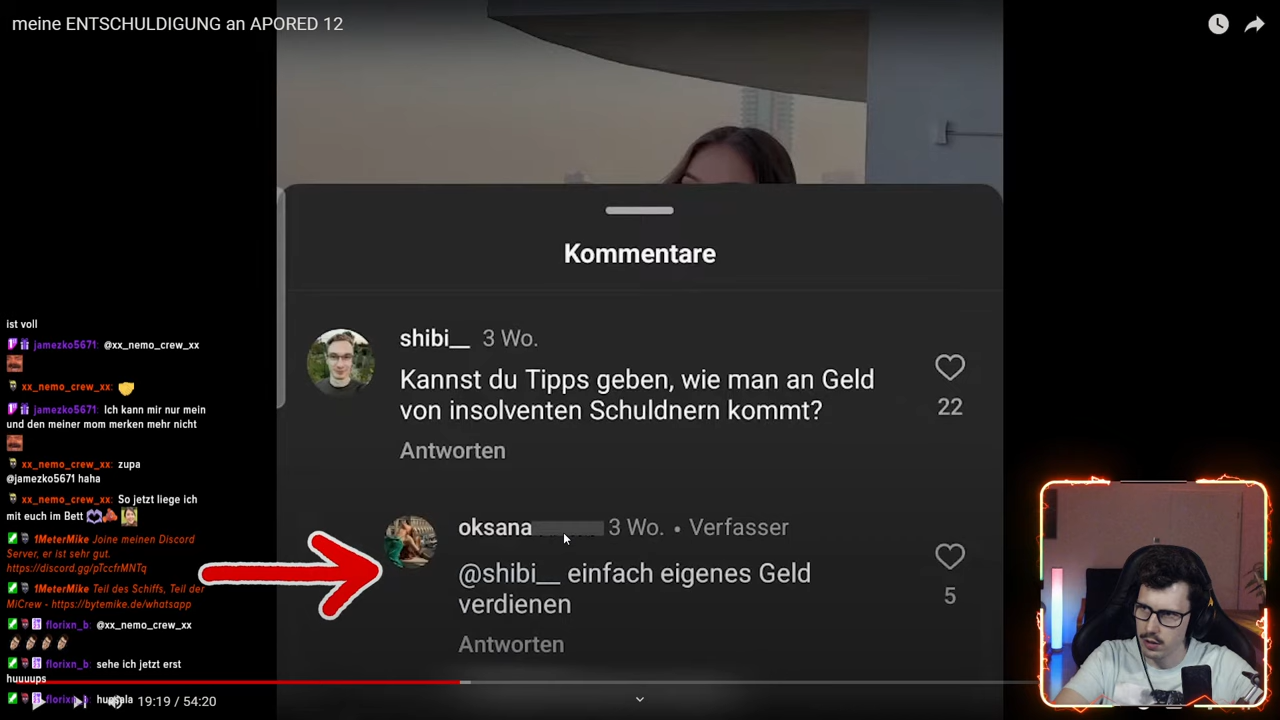 meine ENTSCHULDIGUNG an APORED 12
Kommentare
shibi__ 3 Wo.
Kannst du Tipps geben, wie man an Geld
von insolventen Schuldnern kommt?
22
Antworten
oksana 3 Wo. • Verfasser
@shibi__ einfach eigenes Geld
verdienen
5
Antworten
ist voll
jamezko5671: @xx_nemo_crew_xx
xx_nemo_crew_xx:
jamezko5671: Ich kann mir nur mein
und den meiner mom merken mehr nicht
xx_nemo_crew_xx: zupa
@jamezko5671 haha
xx_nemo_crew_xx: So jetzt liege ich
mit euch im Bett
1MeterMike Joine meinen Discord
Server, er ist sehr gut.
https://discord.gg/pTccfrMNTq
1MeterMike Teil des Schiffs, Teil der
MiCrew - https://bytemike.de/whatsapp
florixn_b: @xx_nemo_crew_xx
florixn_b: sehe ich jetzt erst
huuuups
florixn_b:
19:19 / 54:20